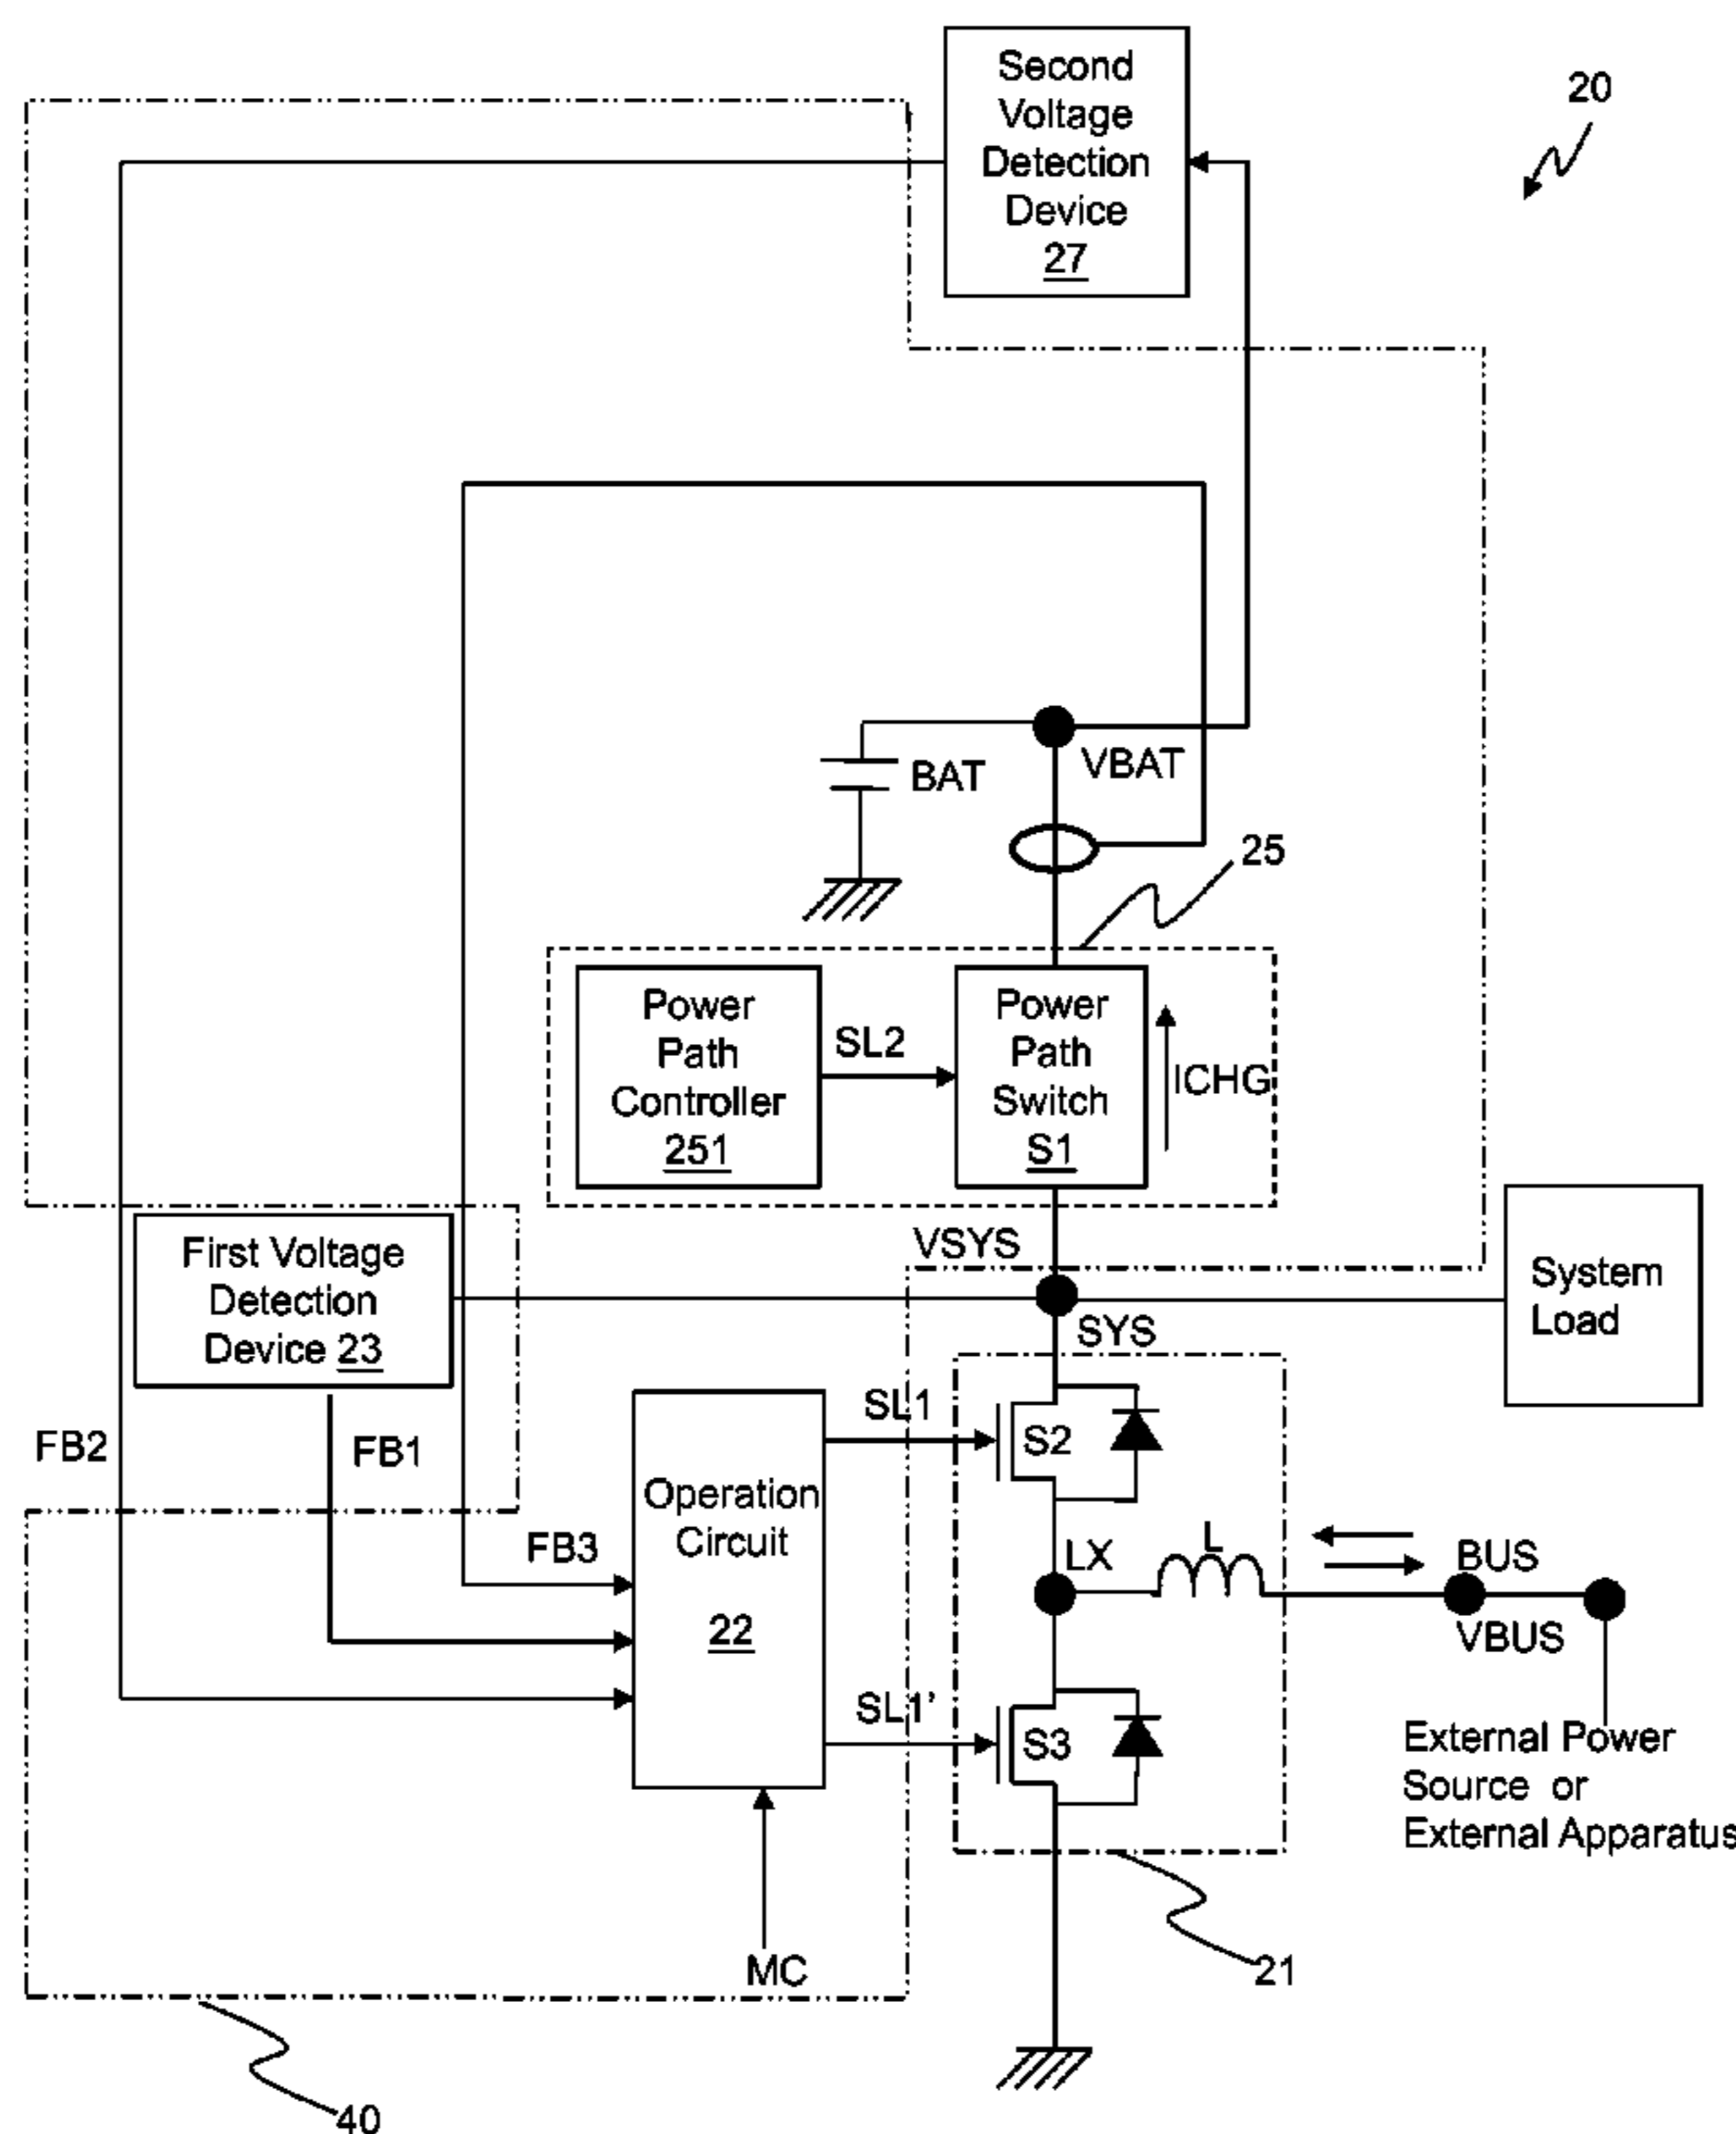 Second
Voltage
Detection
Device
27
20
VBAT
BAT
25
Power
Path
Controller
251
SL2
Power
Path
Switch
S1
ICHG
First Voltage
Detection
Device 23
VSYS
SYS
System
Load
FB2
FB1
FB3
Operation
Circuit
22
SL1
S2
LX
L
BUS
VBUS
SL1'
S3
External Power
Source or
External Apparatus
MC
21
40